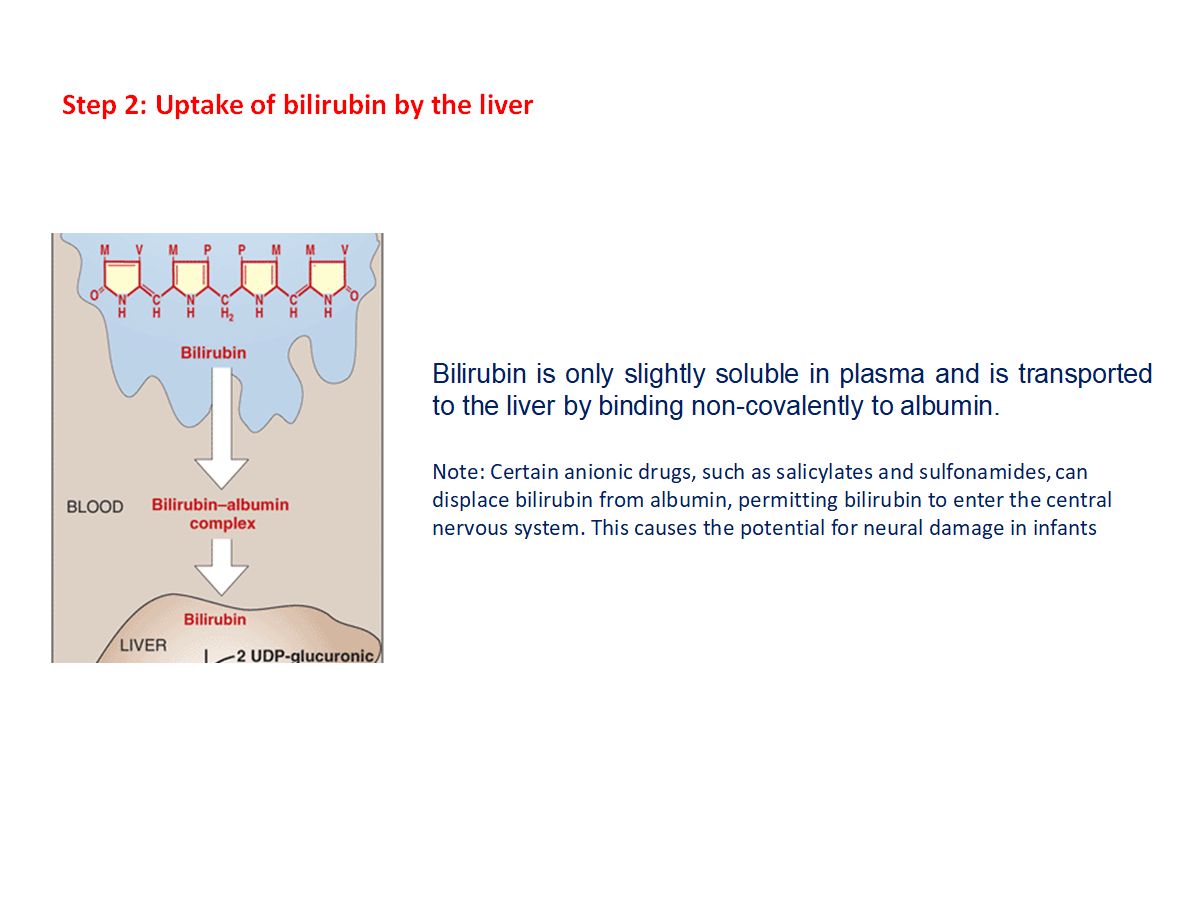 Step 2: Uptake of bilirubin by the liver
M V M P P M M V
O N C N C N C N O
H H H H2 H H H
Bilirubin
BLOOD
Bilirubin–albumin
complex
Bilirubin
LIVER
2 UDP-glucuronic
Bilirubin is only slightly soluble in plasma and is transported
to the liver by binding non-covalently to albumin.
Note: Certain anionic drugs, such as salicylates and sulfonamides, can
displace bilirubin from albumin, permitting bilirubin to enter the central
nervous system. This causes the potential for neural damage in infants